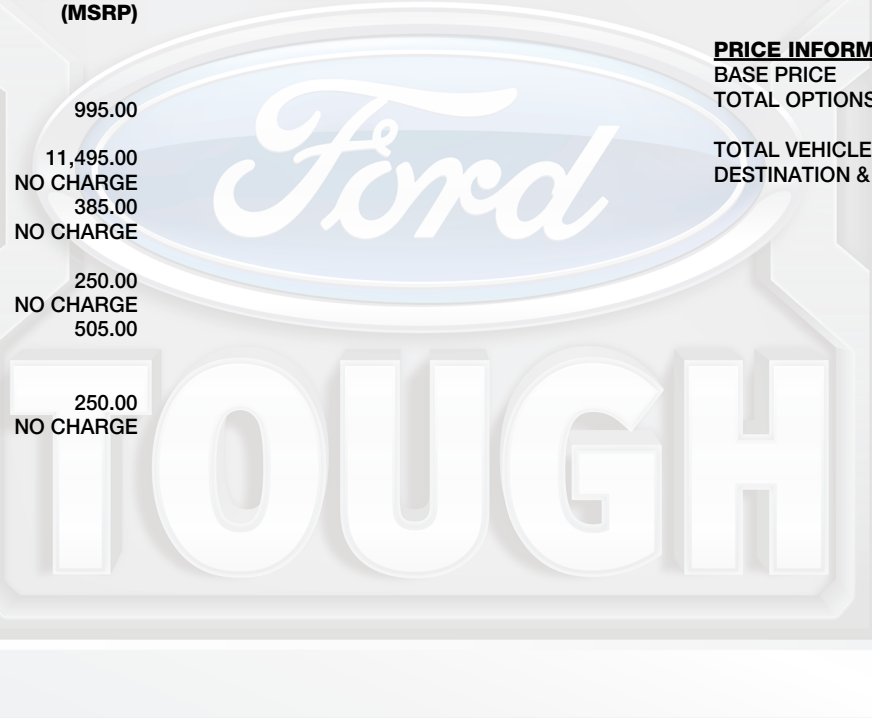 (MSRP)
995.00
11,495.00
NO CHARGE
385.00
NO CHARGE
250.00
NO CHARGE
505.00
250.00
NO CHARGE
PRICE INFORM
BASE PRICE
TOTAL OPTIONS
TOTAL VEHICLE
DESTINATION &
Ford
TOUGH